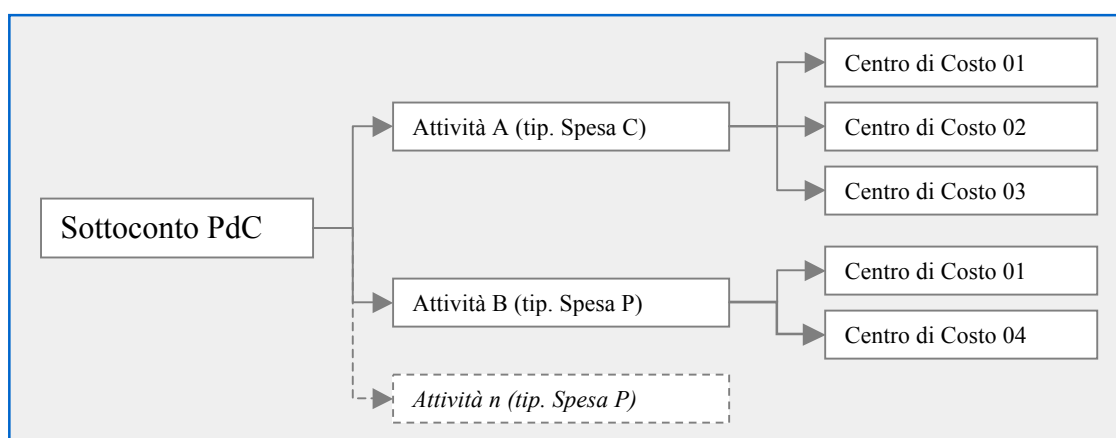 Sottoconto PdC
Attività A (tip. Spesa C)
Centro di Costo 01
Centro di Costo 02
Centro di Costo 03
Attività B (tip. Spesa P)
Centro di Costo 01
Centro di Costo 04
Attività n (tip. Spesa P)